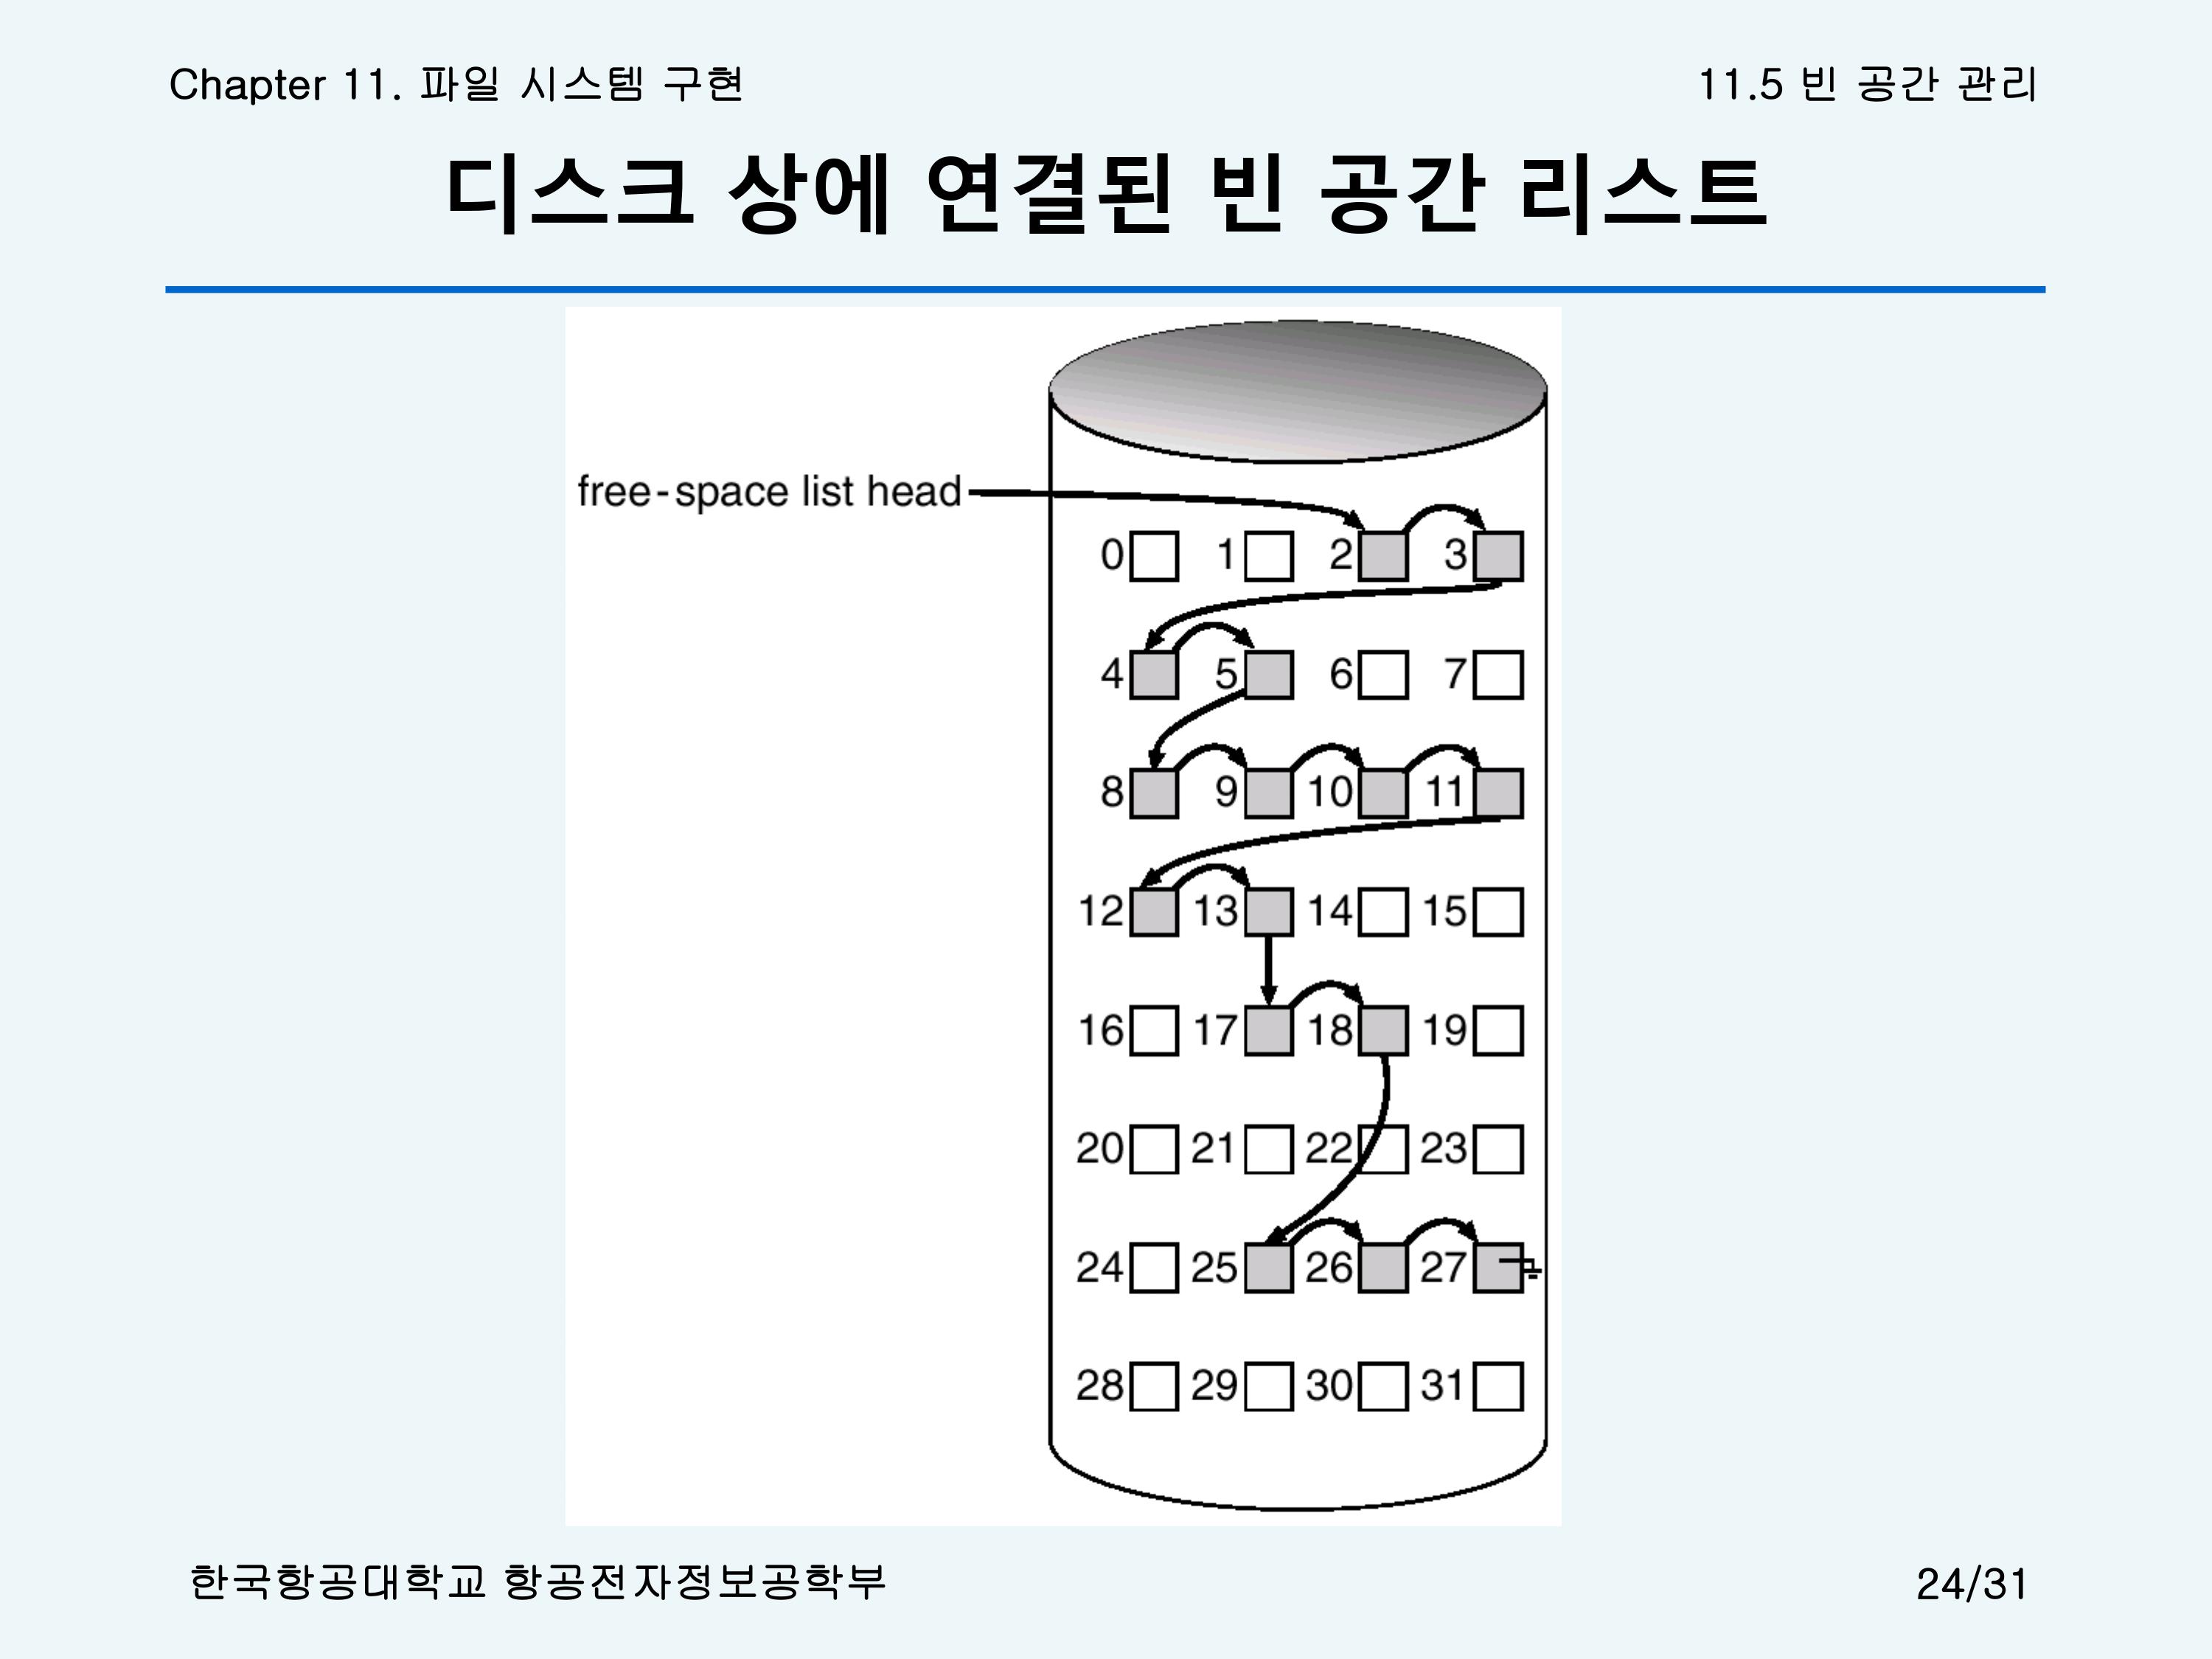 Chapter 11. 파일 시스템 구현
11.5 빈 공간 관리
디스크 상에 연결된 빈 공간 리스트
free-space list head
0 1 2 3
4 5 6 7
8 9 10 11
12 13 14 15
16 17 18 19
20 21 22 23
24 25 26 27
28 29 30 31
한국항공대학교 항공전자정보공학부
24/31